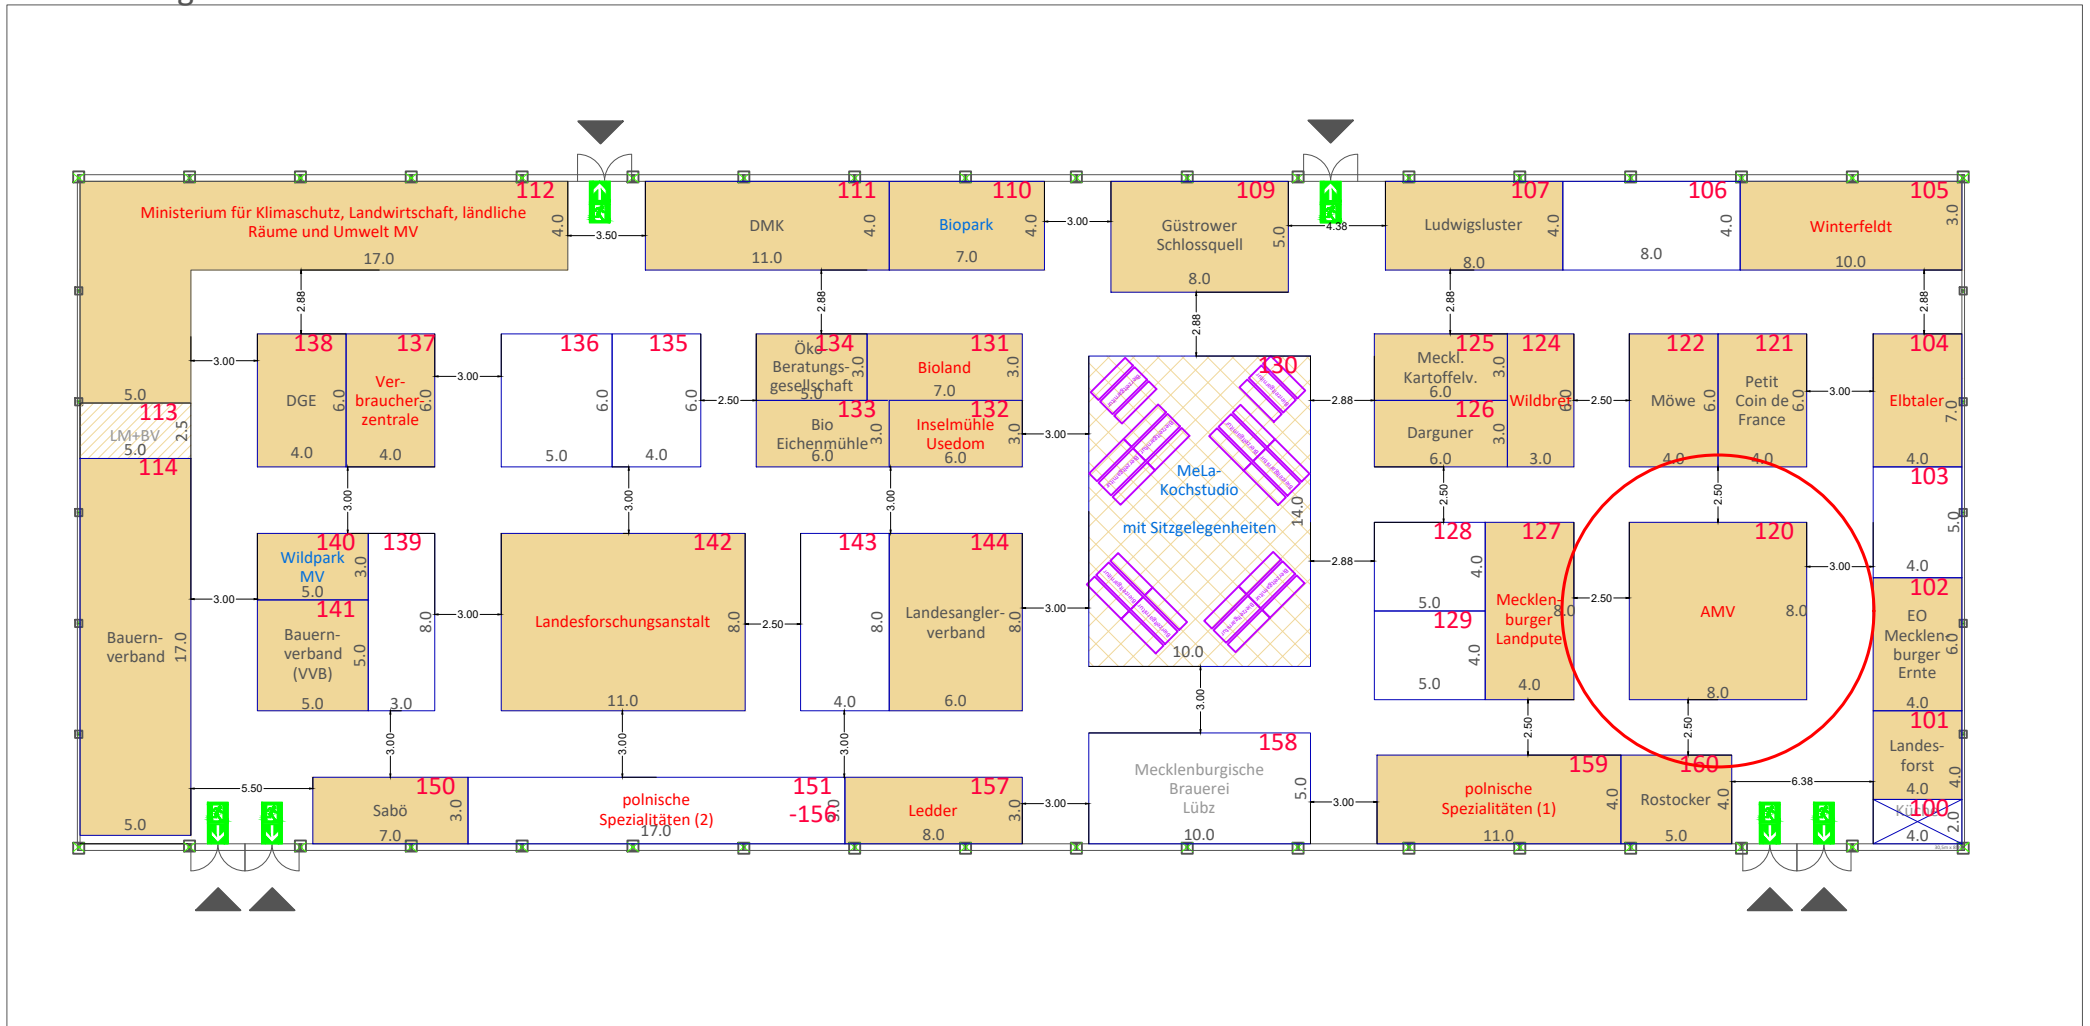 112
Ministerium für Klimaschutz, Landwirtschaft, ländliche
Räume und Umwelt MV
4.0
17.0
5.0
3.50
111
DMK
4.0
11.0
110
Biopark
4.0
7.0
3.00
109
Güstrower
Schlossquell
5.0
8.0
4.38
107
Ludwigsluster
4.0
8.0
106
4.0
8.0
105
Winterfeldt
3.0
10.0
2.88
2.88
2.88
2.88
2.88
113
LM+BV
2.5
5.0
114
Bauern-
verband
17.0
5.0
3.00
138
DGE
6.0
4.0
137
Ver-
braucher-
zentrale
6.0
4.0
3.00
136
6.0
5.0
135
6.0
4.0
2.50
134
Öko
Beratungs-
gesellschaft
3.0
5.0
131
Bioland
3.0
7.0
133
Bio
Eichenmühle
3.0
6.0
132
Inselmühle
Usedom
3.0
6.0
3.00
130
MeLa-
Kochstudio
mit Sitzgelegenheiten
14.0
10.0
Bierzeltgarnitur
Bierzeltgarnitur
Bierzeltgarnitur
Bierzeltgarnitur
Bierzeltgarnitur
Bierzeltgarnitur
2.88
125
Meckl.
Kartoffelv.
3.0
6.0
124
Wildbret
6.0
3.0
126
Darguner
3.0
6.0
2.50
122
Möwe
6.0
4.0
121
Petit
Coin de
France
6.0
4.0
3.00
104
Elbtaler
7.0
4.0
103
5.0
4.0
3.00
3.00
3.00
2.50
2.50
140
Wildpark
MV
3.0
5.0
139
8.0
3.0
141
Bauern-
verband
(VVB)
5.0
5.0
3.00
3.00
142
Landesforschungsanstalt
8.0
11.0
2.50
143
8.0
4.0
144
Landesangler-
verband
8.0
6.0
3.00
2.88
128
4.0
5.0
129
4.0
5.0
127
Mecklen-
burger
Landpute
8.0
4.0
2.50
120
AMV
8.0
8.0
3.00
102
EO
Mecklen-
burger
Ernte
6.0
4.0
101
Landes-
forst
4.0
4.0
100
Küche
2.0
4.0
3.00
3.00
3.00
3.00
2.50
2.50
5.50
150
Sabö
3.0
7.0
151
-156
polnische
Spezialitäten (2)
3.0
17.0
157
Ledder
3.0
8.0
3.00
158
Mecklenburgische
Brauerei
Lübz
5.0
10.0
3.00
159
polnische
Spezialitäten (1)
4.0
11.0
160
Rostocker
4.0
5.0
6.38